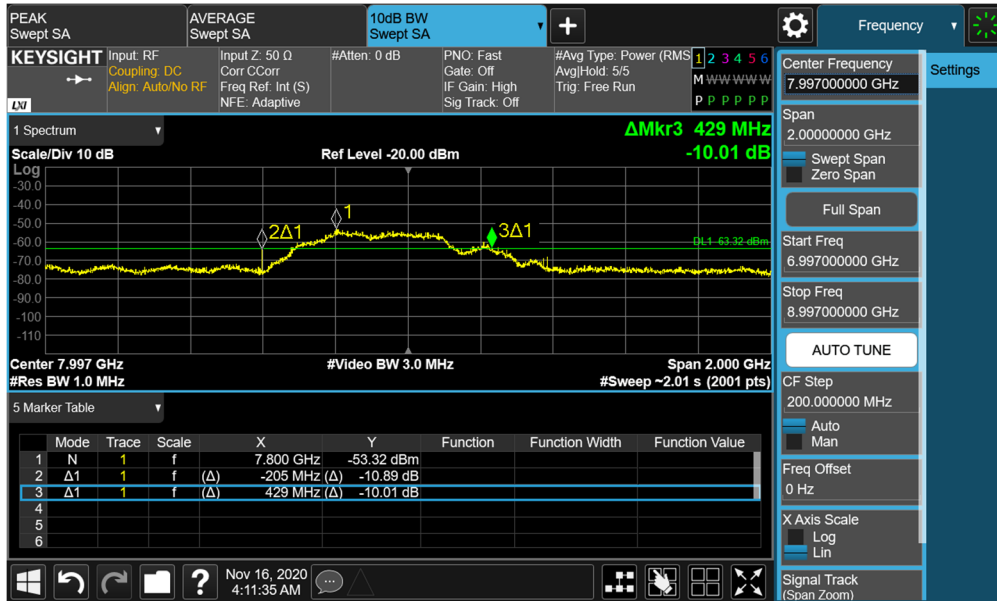 PEAK
Swept SA
AVERAGE
Swept SA
10dB BW
Swept SA
Frequency
KEYSIGHT
LXI
Input: RF
Coupling: DC
Align: Auto/No RF
Input Z: 50 Ω
Corr CCorr
Freq Ref: Int (S)
NFE: Adaptive
#Atten: 0 dB
PNO: Fast
Gate: Off
IF Gain: High
Sig Track: Off
#Avg Type: Power (RMS
Avg|Hold: 5/5
Trig: Free Run
1 2 3 4 5 6
M W W W W W
P P P P P P
1 Spectrum
ΔMkr3 429 MHz
-10.01 dB
Scale/Div 10 dB
Ref Level -20.00 dBm
Log
-30.0
-40.0
-50.0
-60.0
-70.0
-80.0
-90.0
-100
-110
1
2Δ1
3Δ1
DL1 -63.32 dBm
Center 7.997 GHz
#Video BW 3.0 MHz
Span 2.000 GHz
#Res BW 1.0 MHz
#Sweep ~2.01 s (2001 pts)
5 Marker Table
Mode Trace Scale X Y Function Function Width Function Value
1 N 1 f 7.800 GHz -53.32 dBm
2 Δ1 1 f (Δ) -205 MHz (Δ) -10.89 dB
3 Δ1 1 f (Δ) 429 MHz (Δ) -10.01 dB
4
5
6
Nov 16, 2020
4:11:35 AM
?
Center Frequency
7.997000000 GHz
Span
2.00000000 GHz
Swept Span
Zero Span
Full Span
Start Freq
6.997000000 GHz
Stop Freq
8.997000000 GHz
AUTO TUNE
CF Step
200.000000 MHz
Auto
Man
Freq Offset
0 Hz
X Axis Scale
Log
Lin
Signal Track
(Span Zoom)
Settings